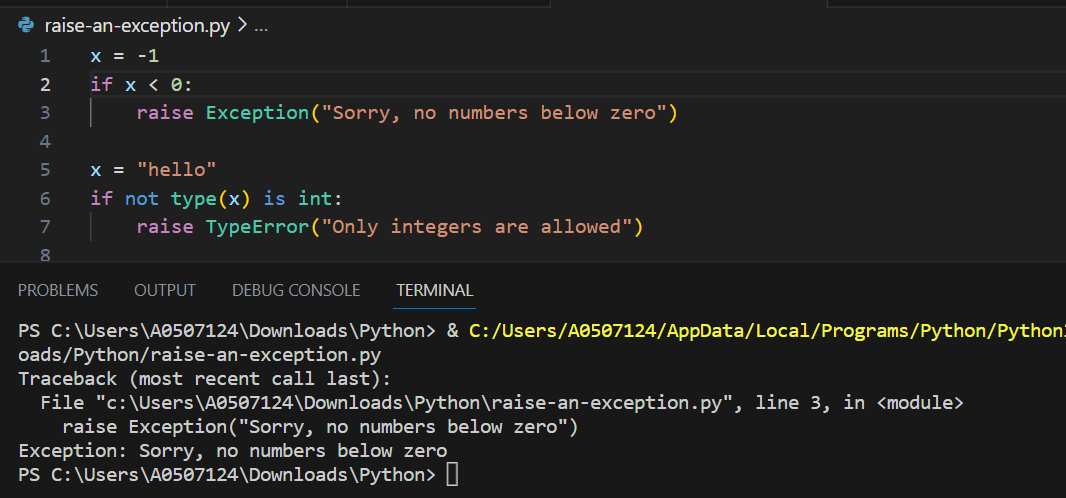 raise-an-exception.py > ...
1 x = -1
2 if x < 0:
3     raise Exception("Sorry, no numbers below zero")
4
5 x = "hello"
6 if not type(x) is int:
7     raise TypeError("Only integers are allowed")
8
PROBLEMS OUTPUT DEBUG CONSOLE TERMINAL
PS C:\Users\A0507124\Downloads\Python> & C:/Users/A0507124/AppData/Local/Programs/Python/Python
oads/Python/raise-an-exception.py
Traceback (most recent call last):
  File "c:\Users\A0507124\Downloads\Python\raise-an-exception.py", line 3, in <module>
    raise Exception("Sorry, no numbers below zero")
Exception: Sorry, no numbers below zero
PS C:\Users\A0507124\Downloads\Python>